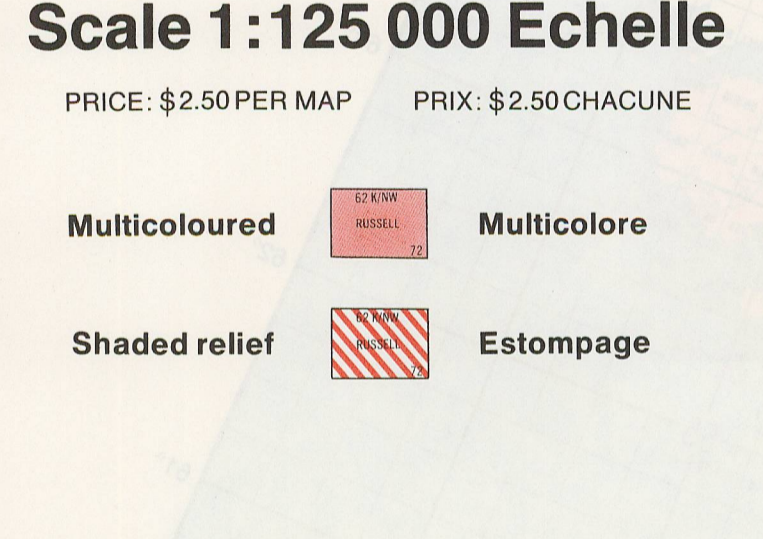 Scale 1:125 000 Echelle
PRICE: $2.50 PER MAP PRIX: $2.50 CHACUNE
Multicoloured
62 K/NW
RUSSELL
72
Multicolore
Shaded relief
62 K/NW
RUSSELL
72
Estompage